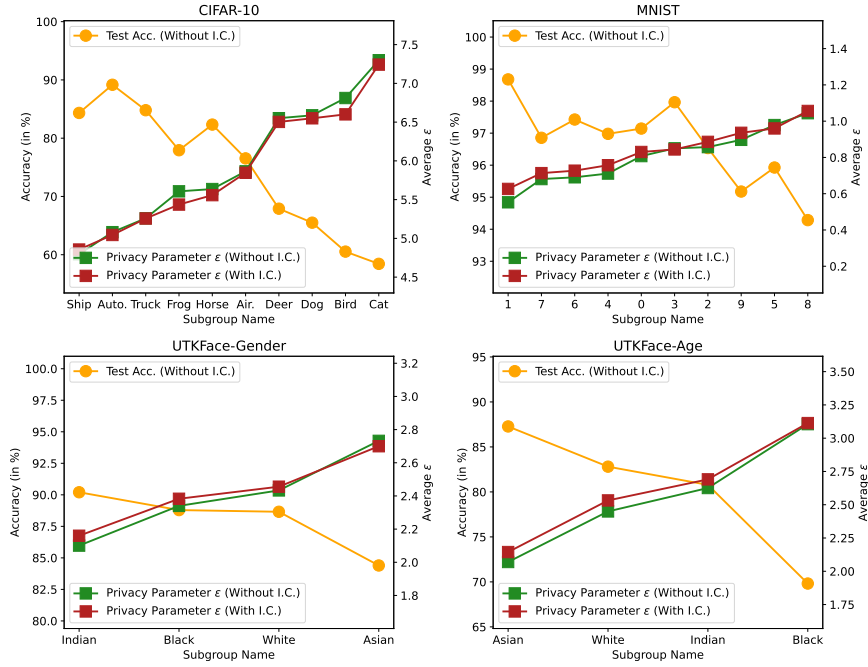 CIFAR-10
Test Acc. (Without I.C.)
Privacy Parameter ε (Without I.C.)
Privacy Parameter ε (With I.C.)
Accuracy (in %)
100
90
80
70
60
Average ε
7.5
7.0
6.5
6.0
5.5
5.0
4.5
Ship Auto. Truck Frog Horse Air. Deer Dog Bird Cat
Subgroup Name
MNIST
Test Acc. (Without I.C.)
Privacy Parameter ε (Without I.C.)
Privacy Parameter ε (With I.C.)
Accuracy (in %)
100
99
98
97
96
95
94
93
Average ε
1.4
1.2
1.0
0.8
0.6
0.4
0.2
1 7 6 4 0 3 2 9 5 8
Subgroup Name
UTKFace-Gender
Test Acc. (Without I.C.)
Privacy Parameter ε (Without I.C.)
Privacy Parameter ε (With I.C.)
Accuracy (in %)
100.0
97.5
95.0
92.5
90.0
87.5
85.0
82.5
80.0
Average ε
3.2
3.0
2.8
2.6
2.4
2.2
2.0
1.8
Indian Black White Asian
Subgroup Name
UTKFace-Age
Test Acc. (Without I.C.)
Privacy Parameter ε (Without I.C.)
Privacy Parameter ε (With I.C.)
Accuracy (in %)
95
90
85
80
75
70
65
Average ε
3.50
3.25
3.00
2.75
2.50
2.25
2.00
1.75
Asian White Indian Black
Subgroup Name